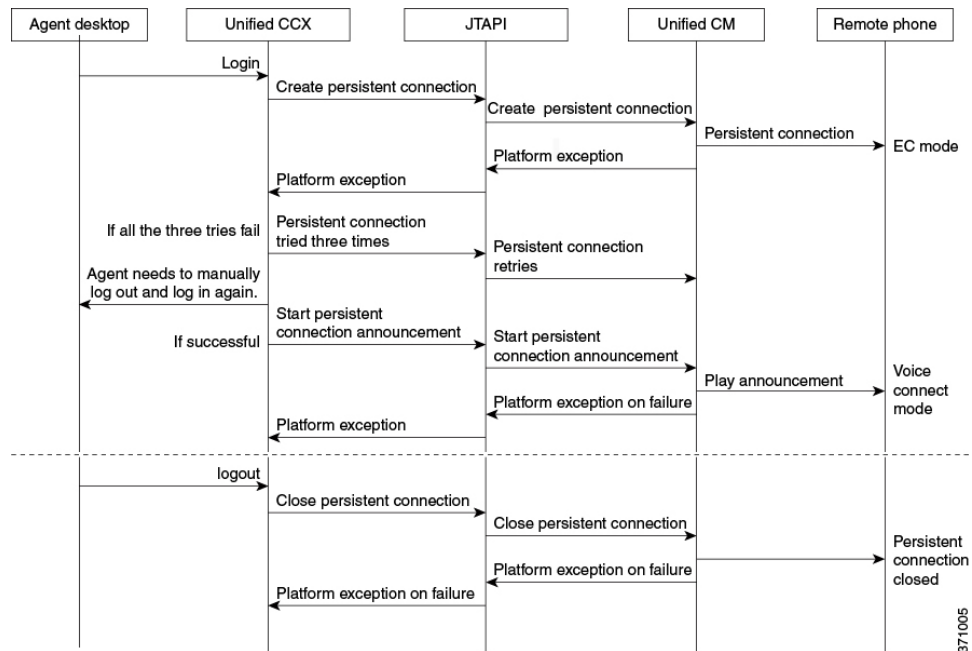 Agent desktop
Unified CCX
JTAPI
Unified CM
Remote phone
Login
Create persistent connection
Create persistent connection
Persistent connection
EC mode
Platform exception
Platform exception
If all the three tries fail
Persistent connection
tried three times
Persistent connection
retries
Agent needs to manually
log out and log in again.
Start persistent
connection announcement
If successful
Start persistent
connection announcement
Play announcement
Voice
connect
mode
Platform exception on failure
Platform exception
logout
Close persistent connection
Close persistent connection
Persistent
connection
closed
Platform exception on failure
Platform exception on failure
371005